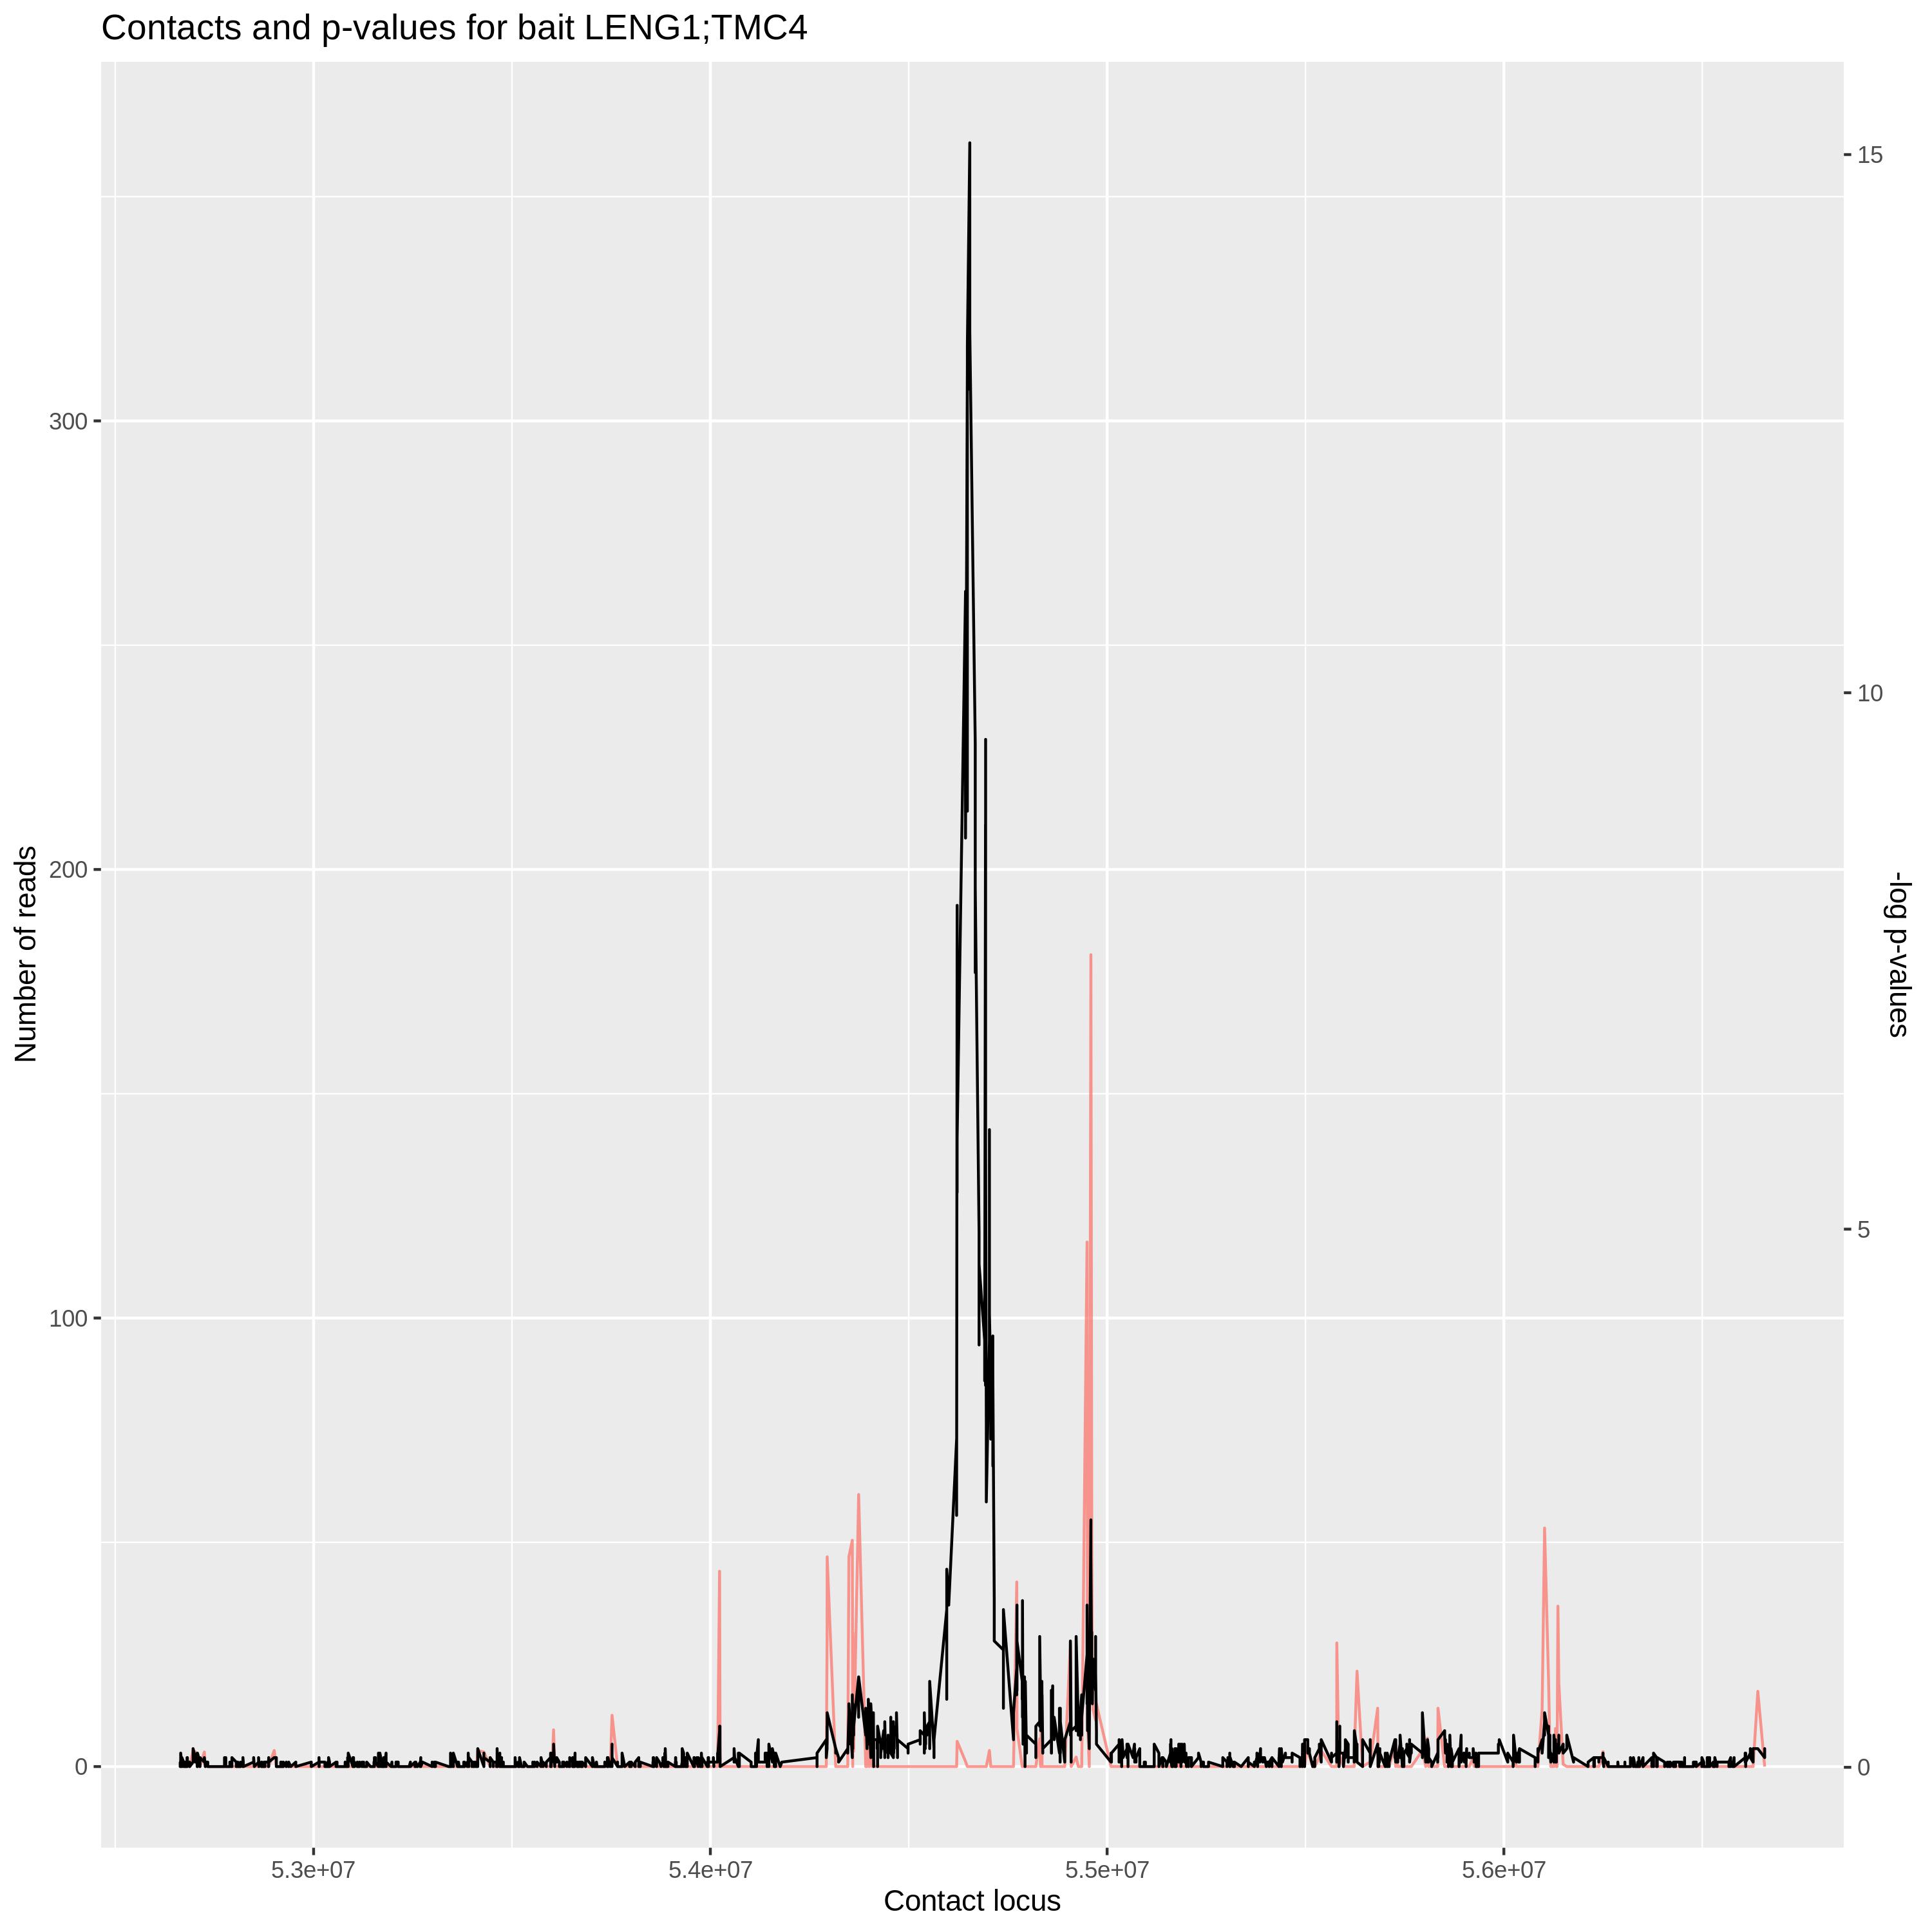 Contacts and p-values for bait LENG1;TMC4
Number of reads
300
200
100
0
15
10
5
0
-log p-values
5.3e+07
5.4e+07
5.5e+07
5.6e+07
Contact locus